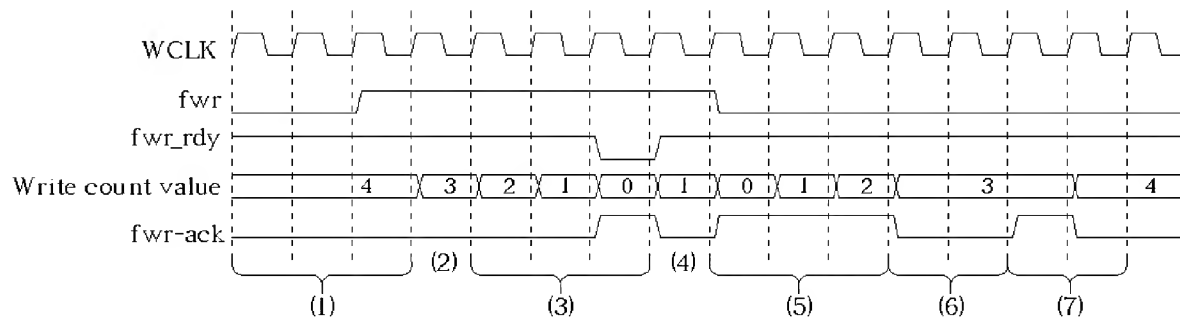 WCLK
fwr
fwr_rdy
Write count value 4 3 2 1 0 1 0 1 2 3 4
fwr-ack
(2) (4)
(1) (3) (5) (6) (7)